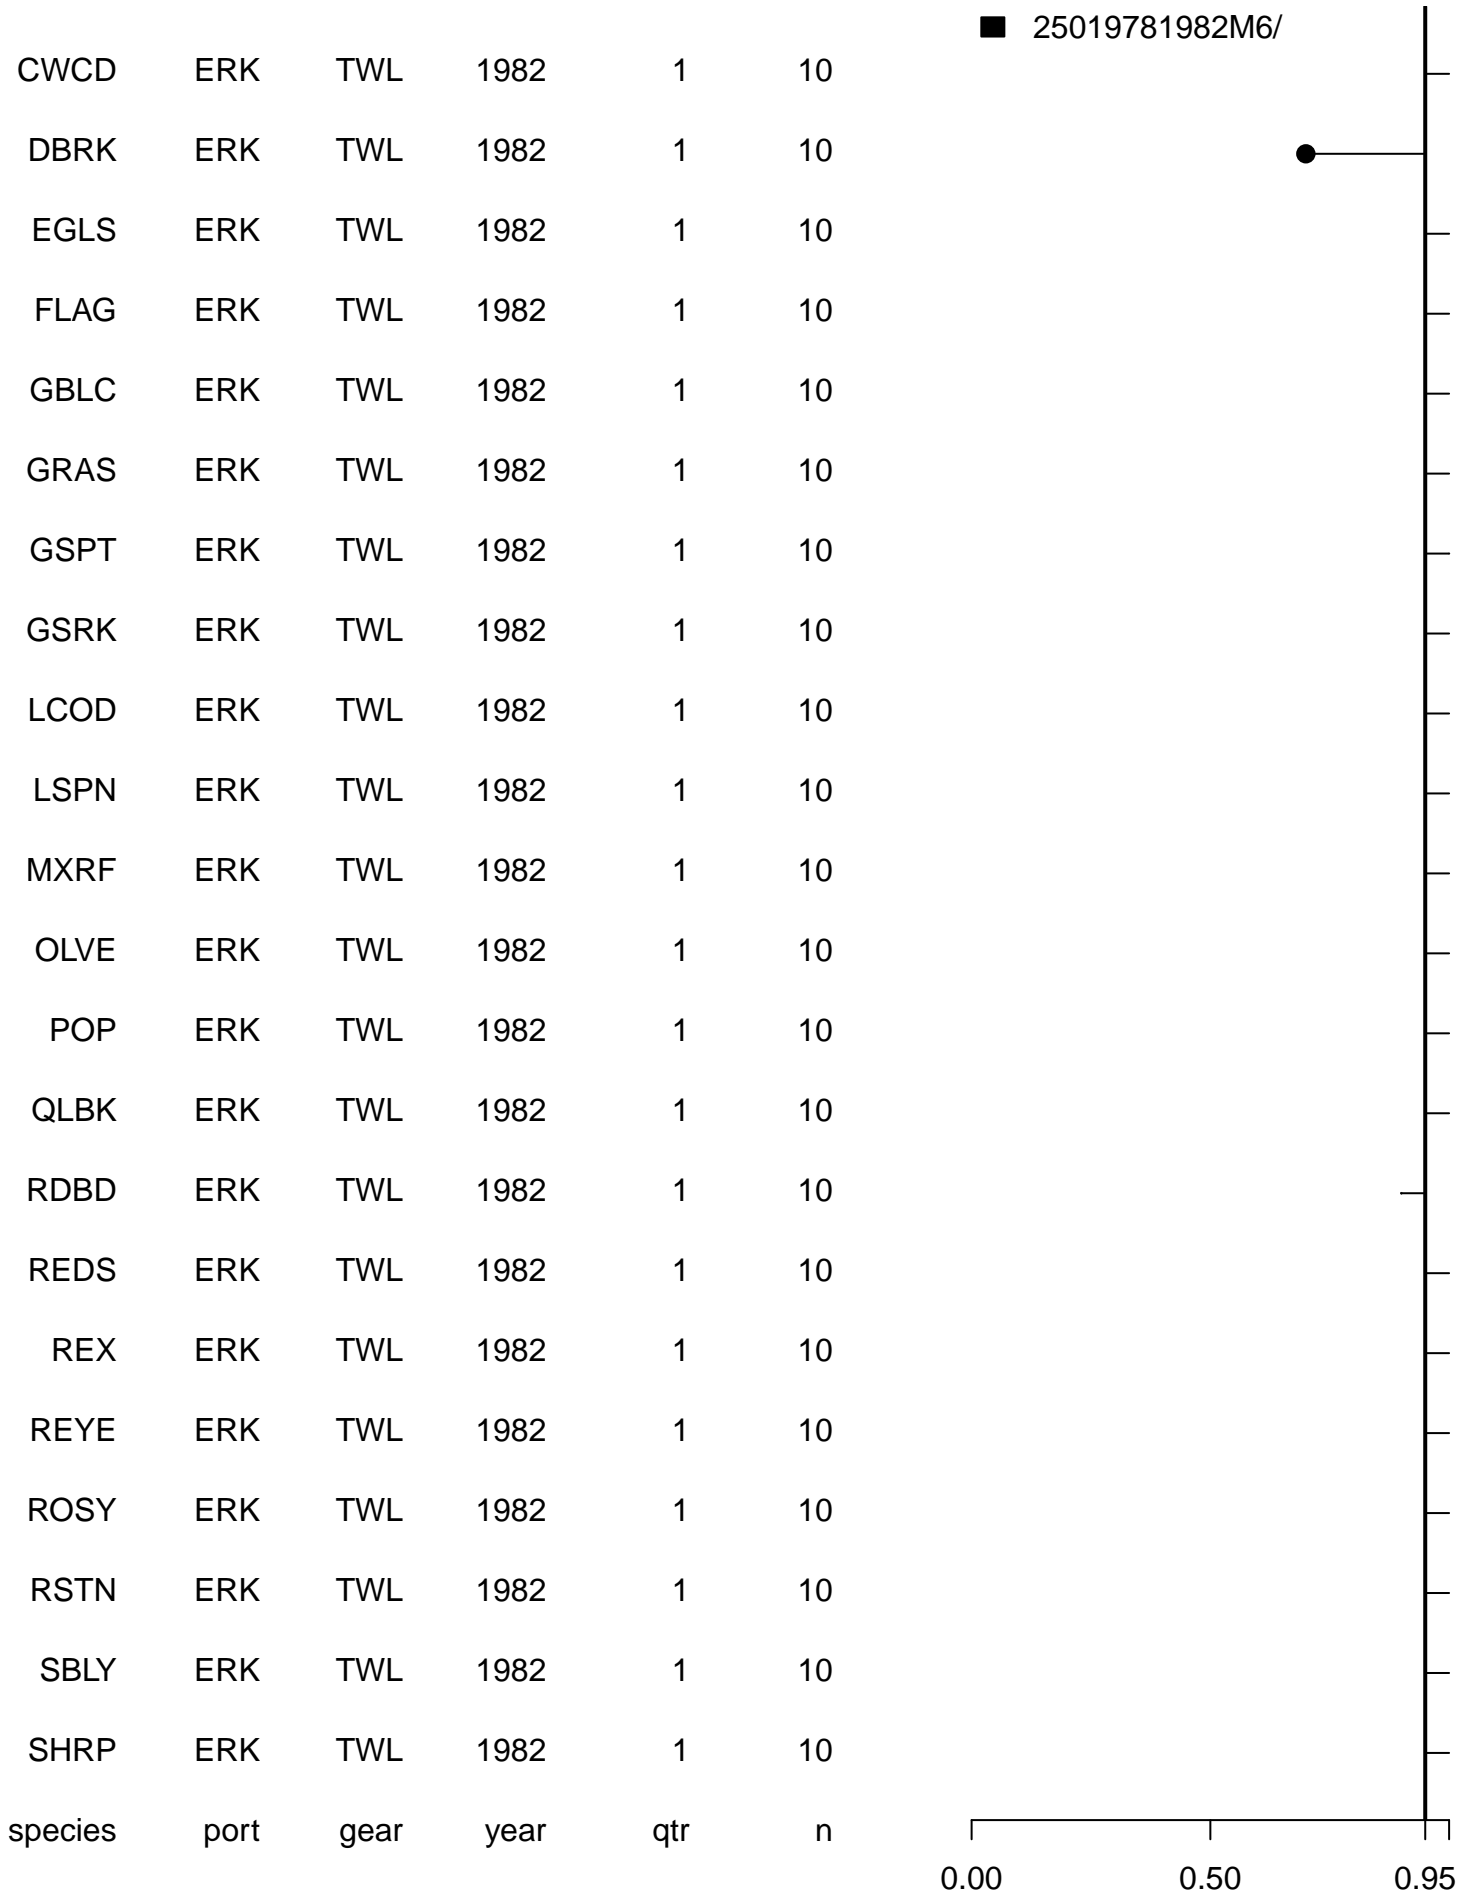 25019781982M6/
CWCD ERK TWL 1982 1 10
DBRK ERK TWL 1982 1 10
EGLS ERK TWL 1982 1 10
FLAG ERK TWL 1982 1 10
GBLC ERK TWL 1982 1 10
GRAS ERK TWL 1982 1 10
GSPT ERK TWL 1982 1 10
GSRK ERK TWL 1982 1 10
LCOD ERK TWL 1982 1 10
LSPN ERK TWL 1982 1 10
MXRF ERK TWL 1982 1 10
OLVE ERK TWL 1982 1 10
POP ERK TWL 1982 1 10
QLBK ERK TWL 1982 1 10
RDBD ERK TWL 1982 1 10
REDS ERK TWL 1982 1 10
REX ERK TWL 1982 1 10
REYE ERK TWL 1982 1 10
ROSY ERK TWL 1982 1 10
RSTN ERK TWL 1982 1 10
SBLY ERK TWL 1982 1 10
SHRP ERK TWL 1982 1 10
species port gear year qtr n
0.00 0.50 0.95